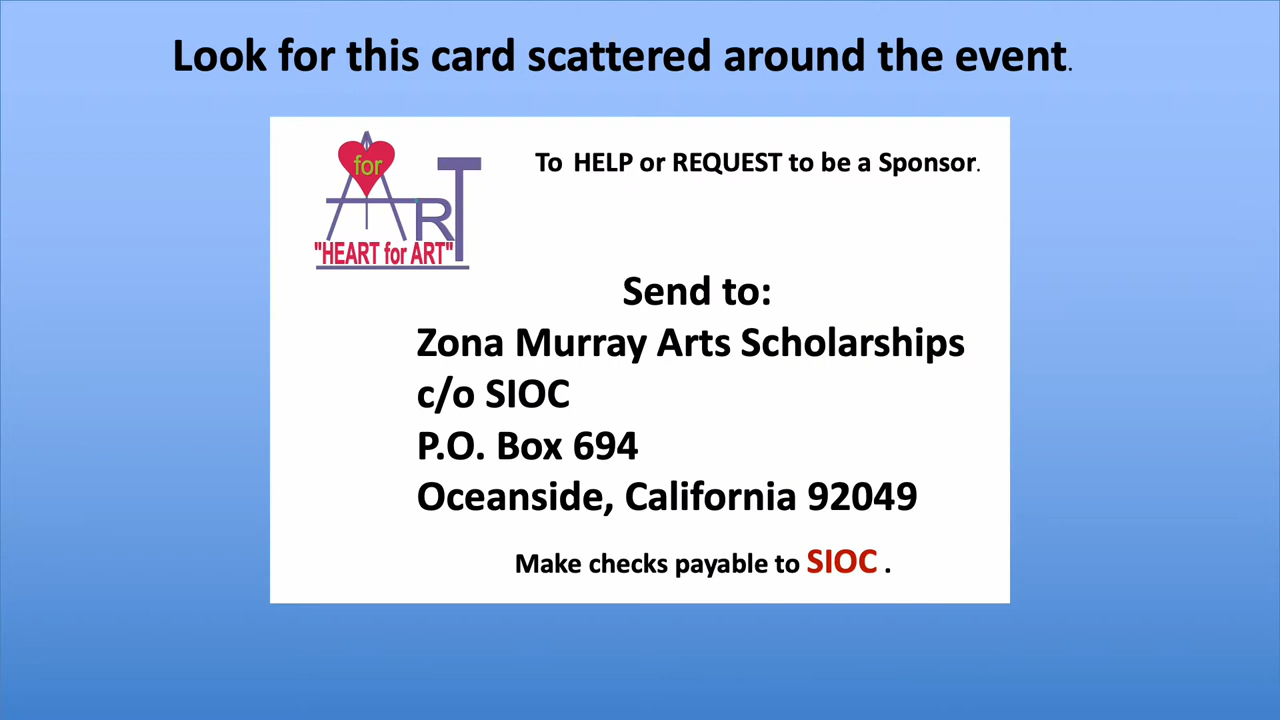 Look for this card scattered around the event.
for
ART
"HEART for ART"
To HELP or REQUEST to be a Sponsor.
Send to:
Zona Murray Arts Scholarships
c/o SIOC
P.O. Box 694
Oceanside, California 92049
Make checks payable to SIOC .